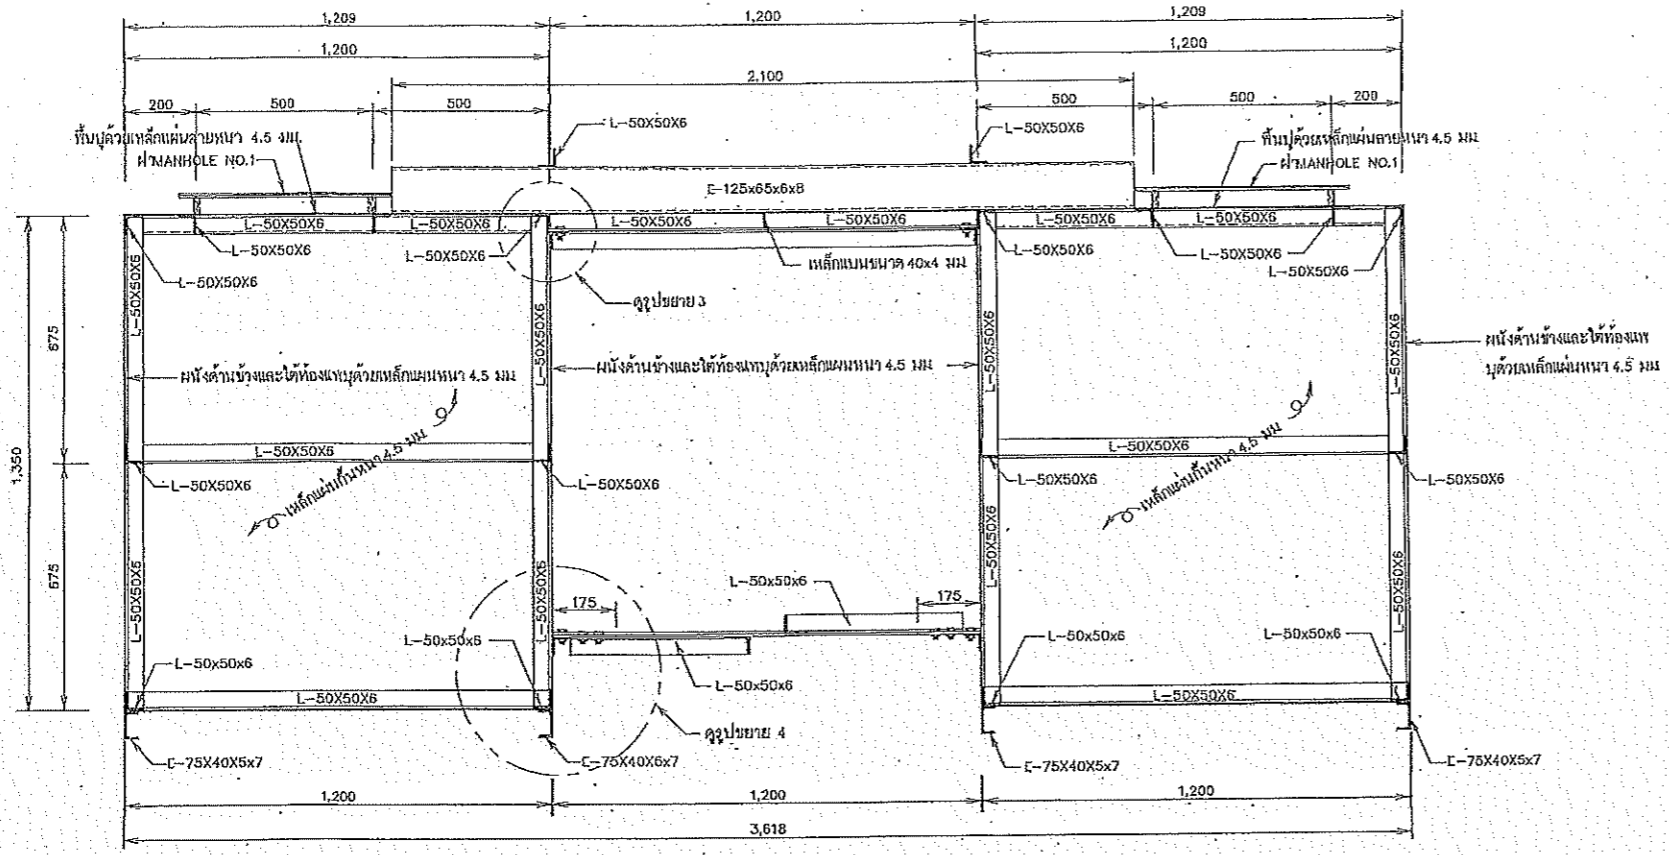 1,209
1,200
1,209
1,200
1,200
2,100
200
500
500
500
500
200
L-50X50X6
L-50X50X6
พื้นปูด้วยเหล็กแผ่นลายหนา 4.5 มม.
ฝาMANHOLE NO.1
พื้นปูด้วยเหล็กแผ่นลายหนา 4.5 มม
ฝาMANHOLE NO.1
C-125x65x6x8
L-50X50X6
L-50X50X6
L-50X50X6
L-50X50X6
L-50X50X6
L-50X50X6
L-50X50X6
L-50X50X6
L-50X50X6
L-50X50X6
L-50X50X6
L-50X50X6
เหล็กแบนขนาด 40x4 มม
ดูรูปขยาย 3
L-50X50X6
L-50X50X6
L-50X50X6
L-50X50X6
675
1,350
675
ผนังด้านข้างและใต้ท้องแพบุด้วยเหล็กแผ่นหนา 4.5 มม
ผนังด้านข้างและใต้ท้องแพบุด้วยเหล็กแผ่นหนา 4.5 มม
ผนังด้านข้างและใต้ท้องแพ
บุด้วยเหล็กแผ่นหนา 4.5 มม
L-50X50X6
L-50X50X6
L-50X50X6
L-50X50X6
L-50X50X6
L-50X50X6
เหล็กแผ่นกั้นหนา 4.5 มม
เหล็กแผ่นกั้นหนา 4.5 มม
L-50X50X6
L-50X50X6
L-50X50X6
L-50X50X6
175
L-50x50x6
175
L-50x50x6
L-50x50x6
L-50x50x6
L-50x50x6
L-50X50X6
L-50x50x6
L-50X50X6
ดูรูปขยาย 4
C-75X40X5x7
C-75X40X6x7
C-75X40X5x7
C-75X40X5x7
1,200
1,200
1,200
3,618